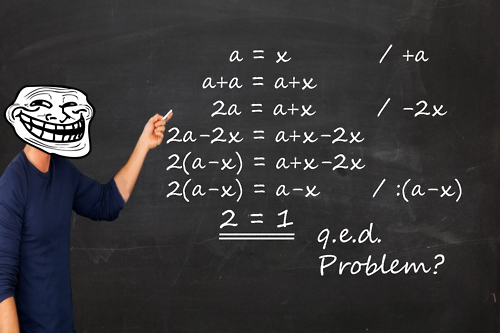 a = x / +a
a+a = a+x
2a = a+x / -2x
2a-2x = a+x-2x
2(a-x) = a+x-2x
2(a-x) = a-x / :(a-x)
2 = 1
q.e.d.
Problem?